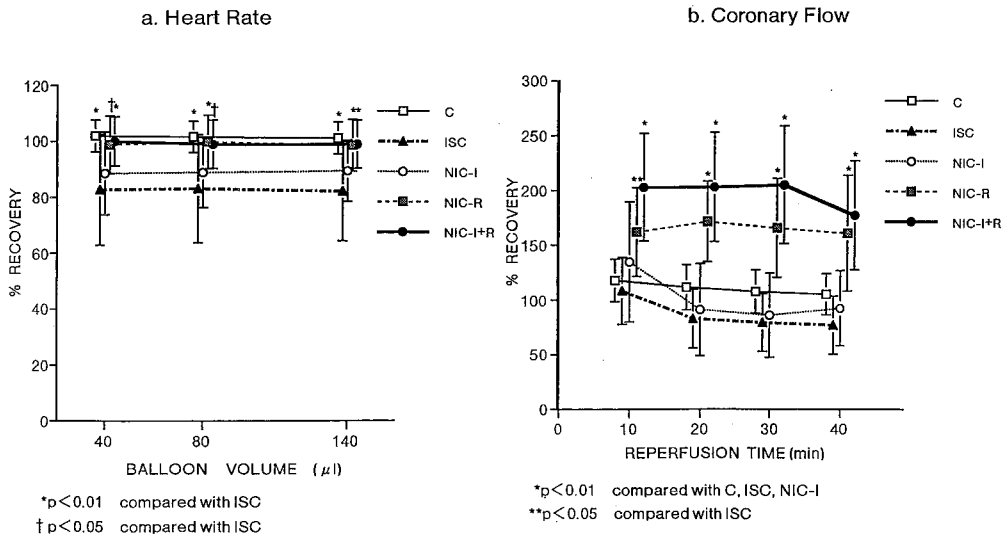 a. Heart Rate
% RECOVERY
120
100
80
60
40
20
0
* †* * *† * **
40 80 140
BALLOON VOLUME (μl)
C
ISC
NIC-I
NIC-R
NIC-I+R
*p<0.01 compared with ISC
†p<0.05 compared with ISC
b. Coronary Flow
% RECOVERY
300
250
200
150
100
50
0
* * * *
** * * *
0 10 20 30 40
REPERFUSION TIME (min)
C
ISC
NIC-I
NIC-R
NIC-I+R
*p<0.01 compared with C, ISC, NIC-I
**p<0.05 compared with ISC